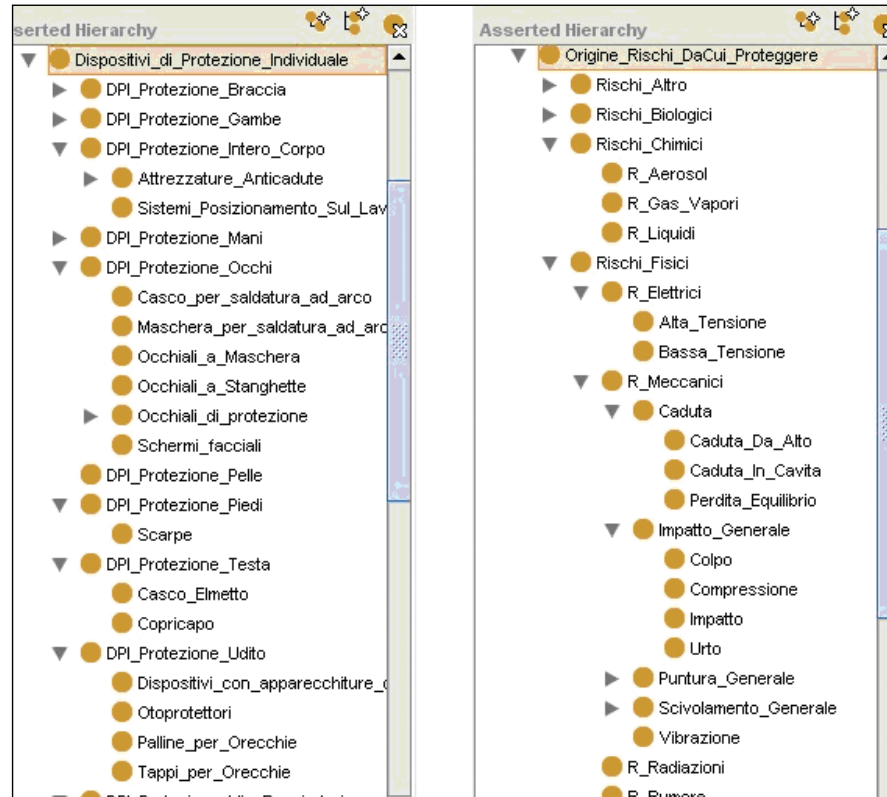 serted Hierarchy
Dispositivi_di_Protezione_Individuale
DPI_Protezione_Braccia
DPI_Protezione_Gambe
DPI_Protezione_Intero_Corpo
Attrezzature_Anticadute
Sistemi_Posizionamento_Sul_Lav
DPI_Protezione_Mani
DPI_Protezione_Occhi
Casco_per_saldatura_ad_arco
Maschera_per_saldatura_ad_arc
Occhiali_a_Maschera
Occhiali_a_Stanghette
Occhiali_di_protezione
Schermi_facciali
DPI_Protezione_Pelle
DPI_Protezione_Piedi
Scarpe
DPI_Protezione_Testa
Casco_Elmetto
Copricapo
DPI_Protezione_Udito
Dispositivi_con_apparecchiture_
Otoprotettori
Palline_per_Orecchie
Tappi_per_Orecchie
Asserted Hierarchy
Origine_Rischi_DaCui_Proteggere
Rischi_Altro
Rischi_Biologici
Rischi_Chimici
R_Aerosol
R_Gas_Vapori
R_Liquidi
Rischi_Fisici
R_Elettrici
Alta_Tensione
Bassa_Tensione
R_Meccanici
Caduta
Caduta_Da_Alto
Caduta_In_Cavita
Perdita_Equilibrio
Impatto_Generale
Colpo
Compressione
Impatto
Urto
Puntura_Generale
Scivolamento_Generale
Vibrazione
R_Radiazioni
R_Rumore